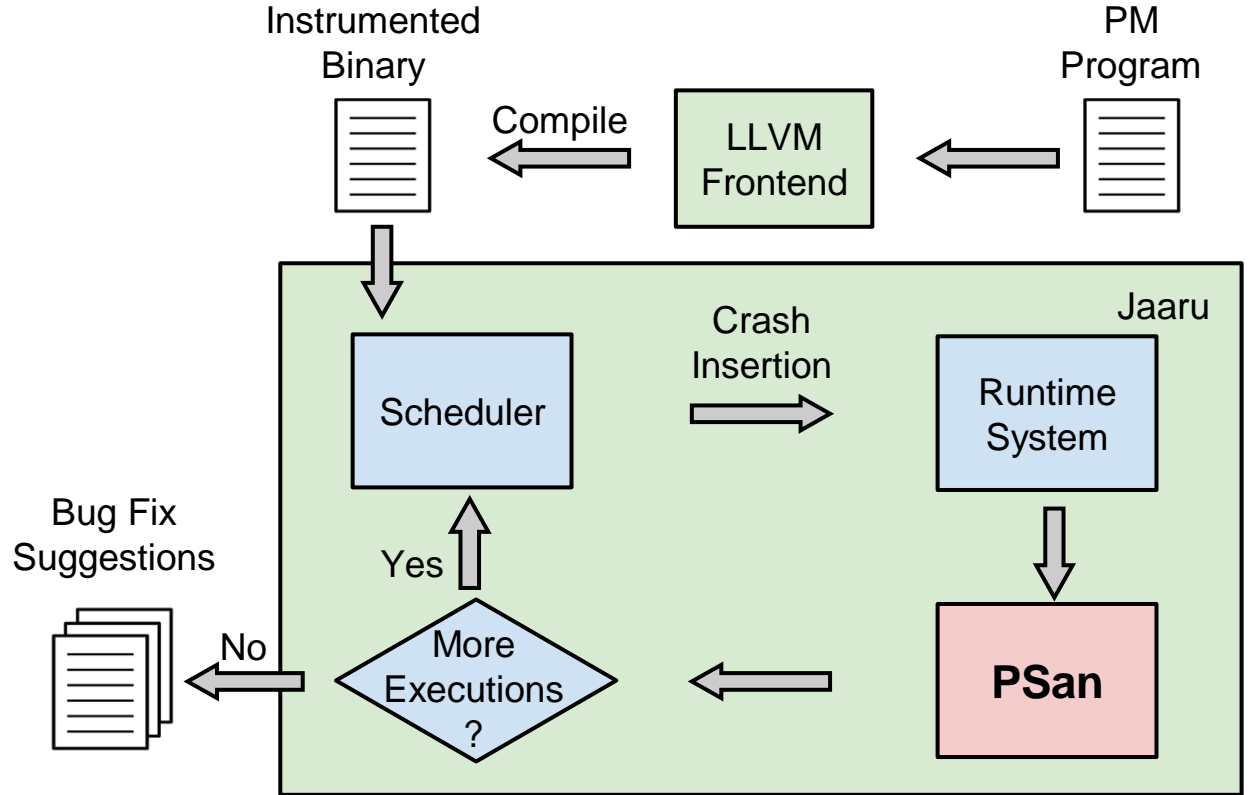 Instrumented
Binary
PM
Program
Compile
LLVM
Frontend
Jaaru
Crash
Insertion
Scheduler
Runtime
System
Bug Fix
Suggestions
Yes
No
More
Executions
?
PSan